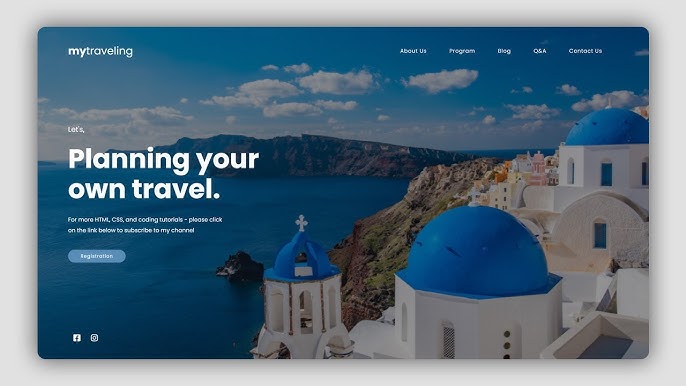 mytraveling
About Us Program Blog Q&A Contact Us
Let's,
Planning your
own travel.
For more HTML, CSS, and coding tutorials - please click
on the link below to subscribe to my channel
Registration